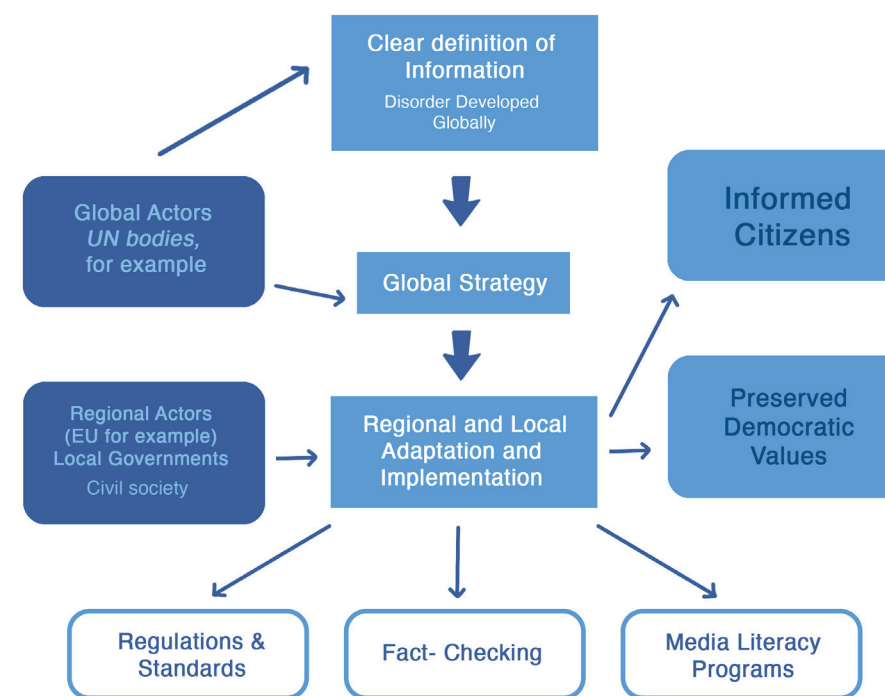 Clear definition of
Information
Disorder Developed
Globally
Global Actors
UN bodies,
for example
Informed
Citizens
Global Strategy
Regional Actors
(EU for example)
Local Governments
Civil society
Regional and Local
Adaptation and
Implementation
Preserved
Democratic
Values
Regulations &
Standards
Fact- Checking
Media Literacy
Programs